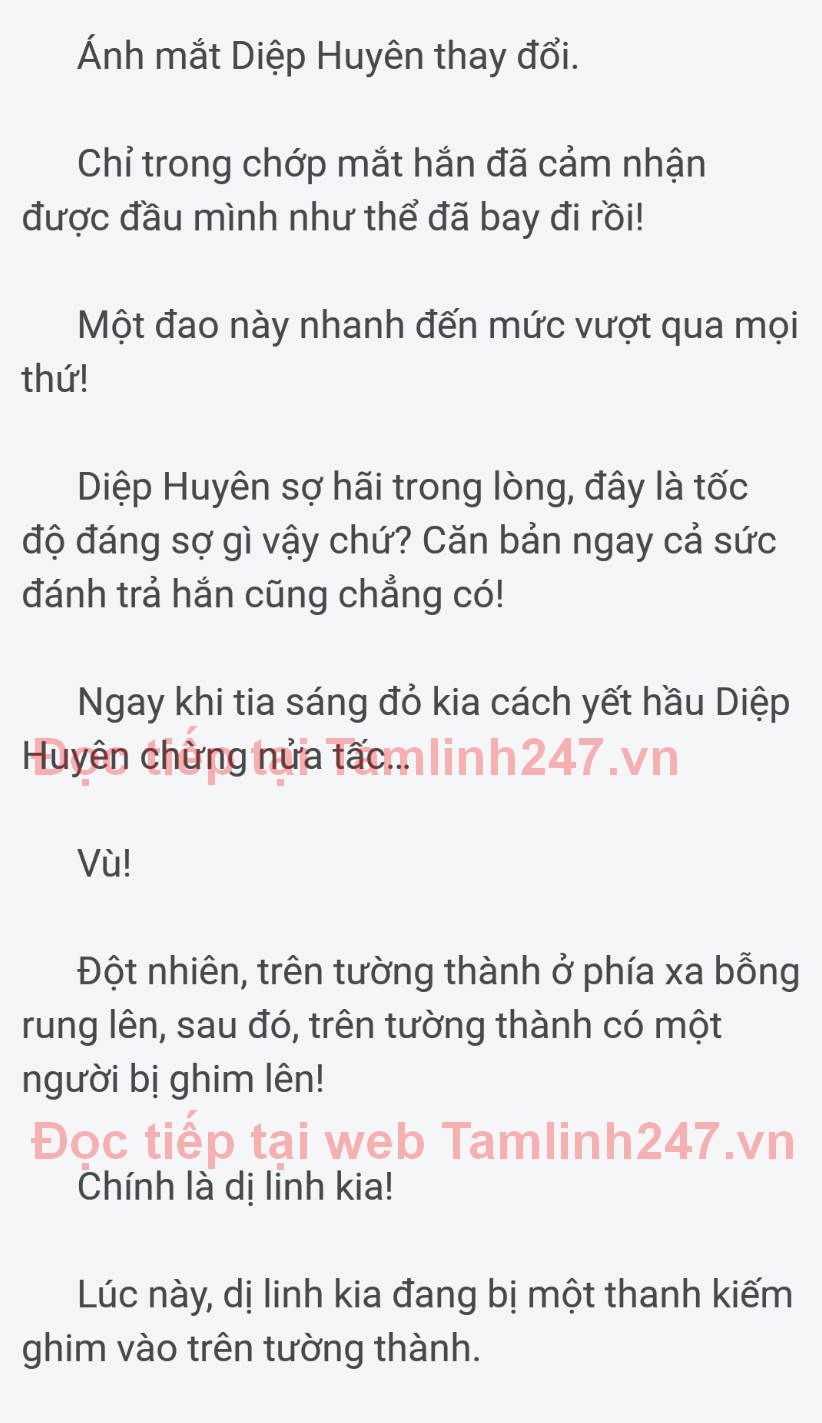 Ánh mắt Diệp Huyên thay đổi.
Chỉ trong chớp mắt hắn đã cảm nhận
được đầu mình như thể đã bay đi rồi!
Một đao này nhanh đến mức vượt qua mọi
thứ!
Diệp Huyên sợ hãi trong lòng, đây là tốc
độ đáng sợ gì vậy chứ? Căn bản ngay cả sức
đánh trả hắn cũng chẳng có!
Ngay khi tia sáng đỏ kia cách yết hầu Diệp
Huyên chừng nửa tấc...
Đọc tiếp tại Tamlinh247.vn
Vù!
Đột nhiên, trên tường thành ở phía xa bỗng
rung lên, sau đó, trên tường thành có một
người bị ghim lên!
Đọc tiếp tại web Tamlinh247.vn
Chính là dị linh kia!
Lúc này, dị linh kia đang bị một thanh kiếm
ghim vào trên tường thành.